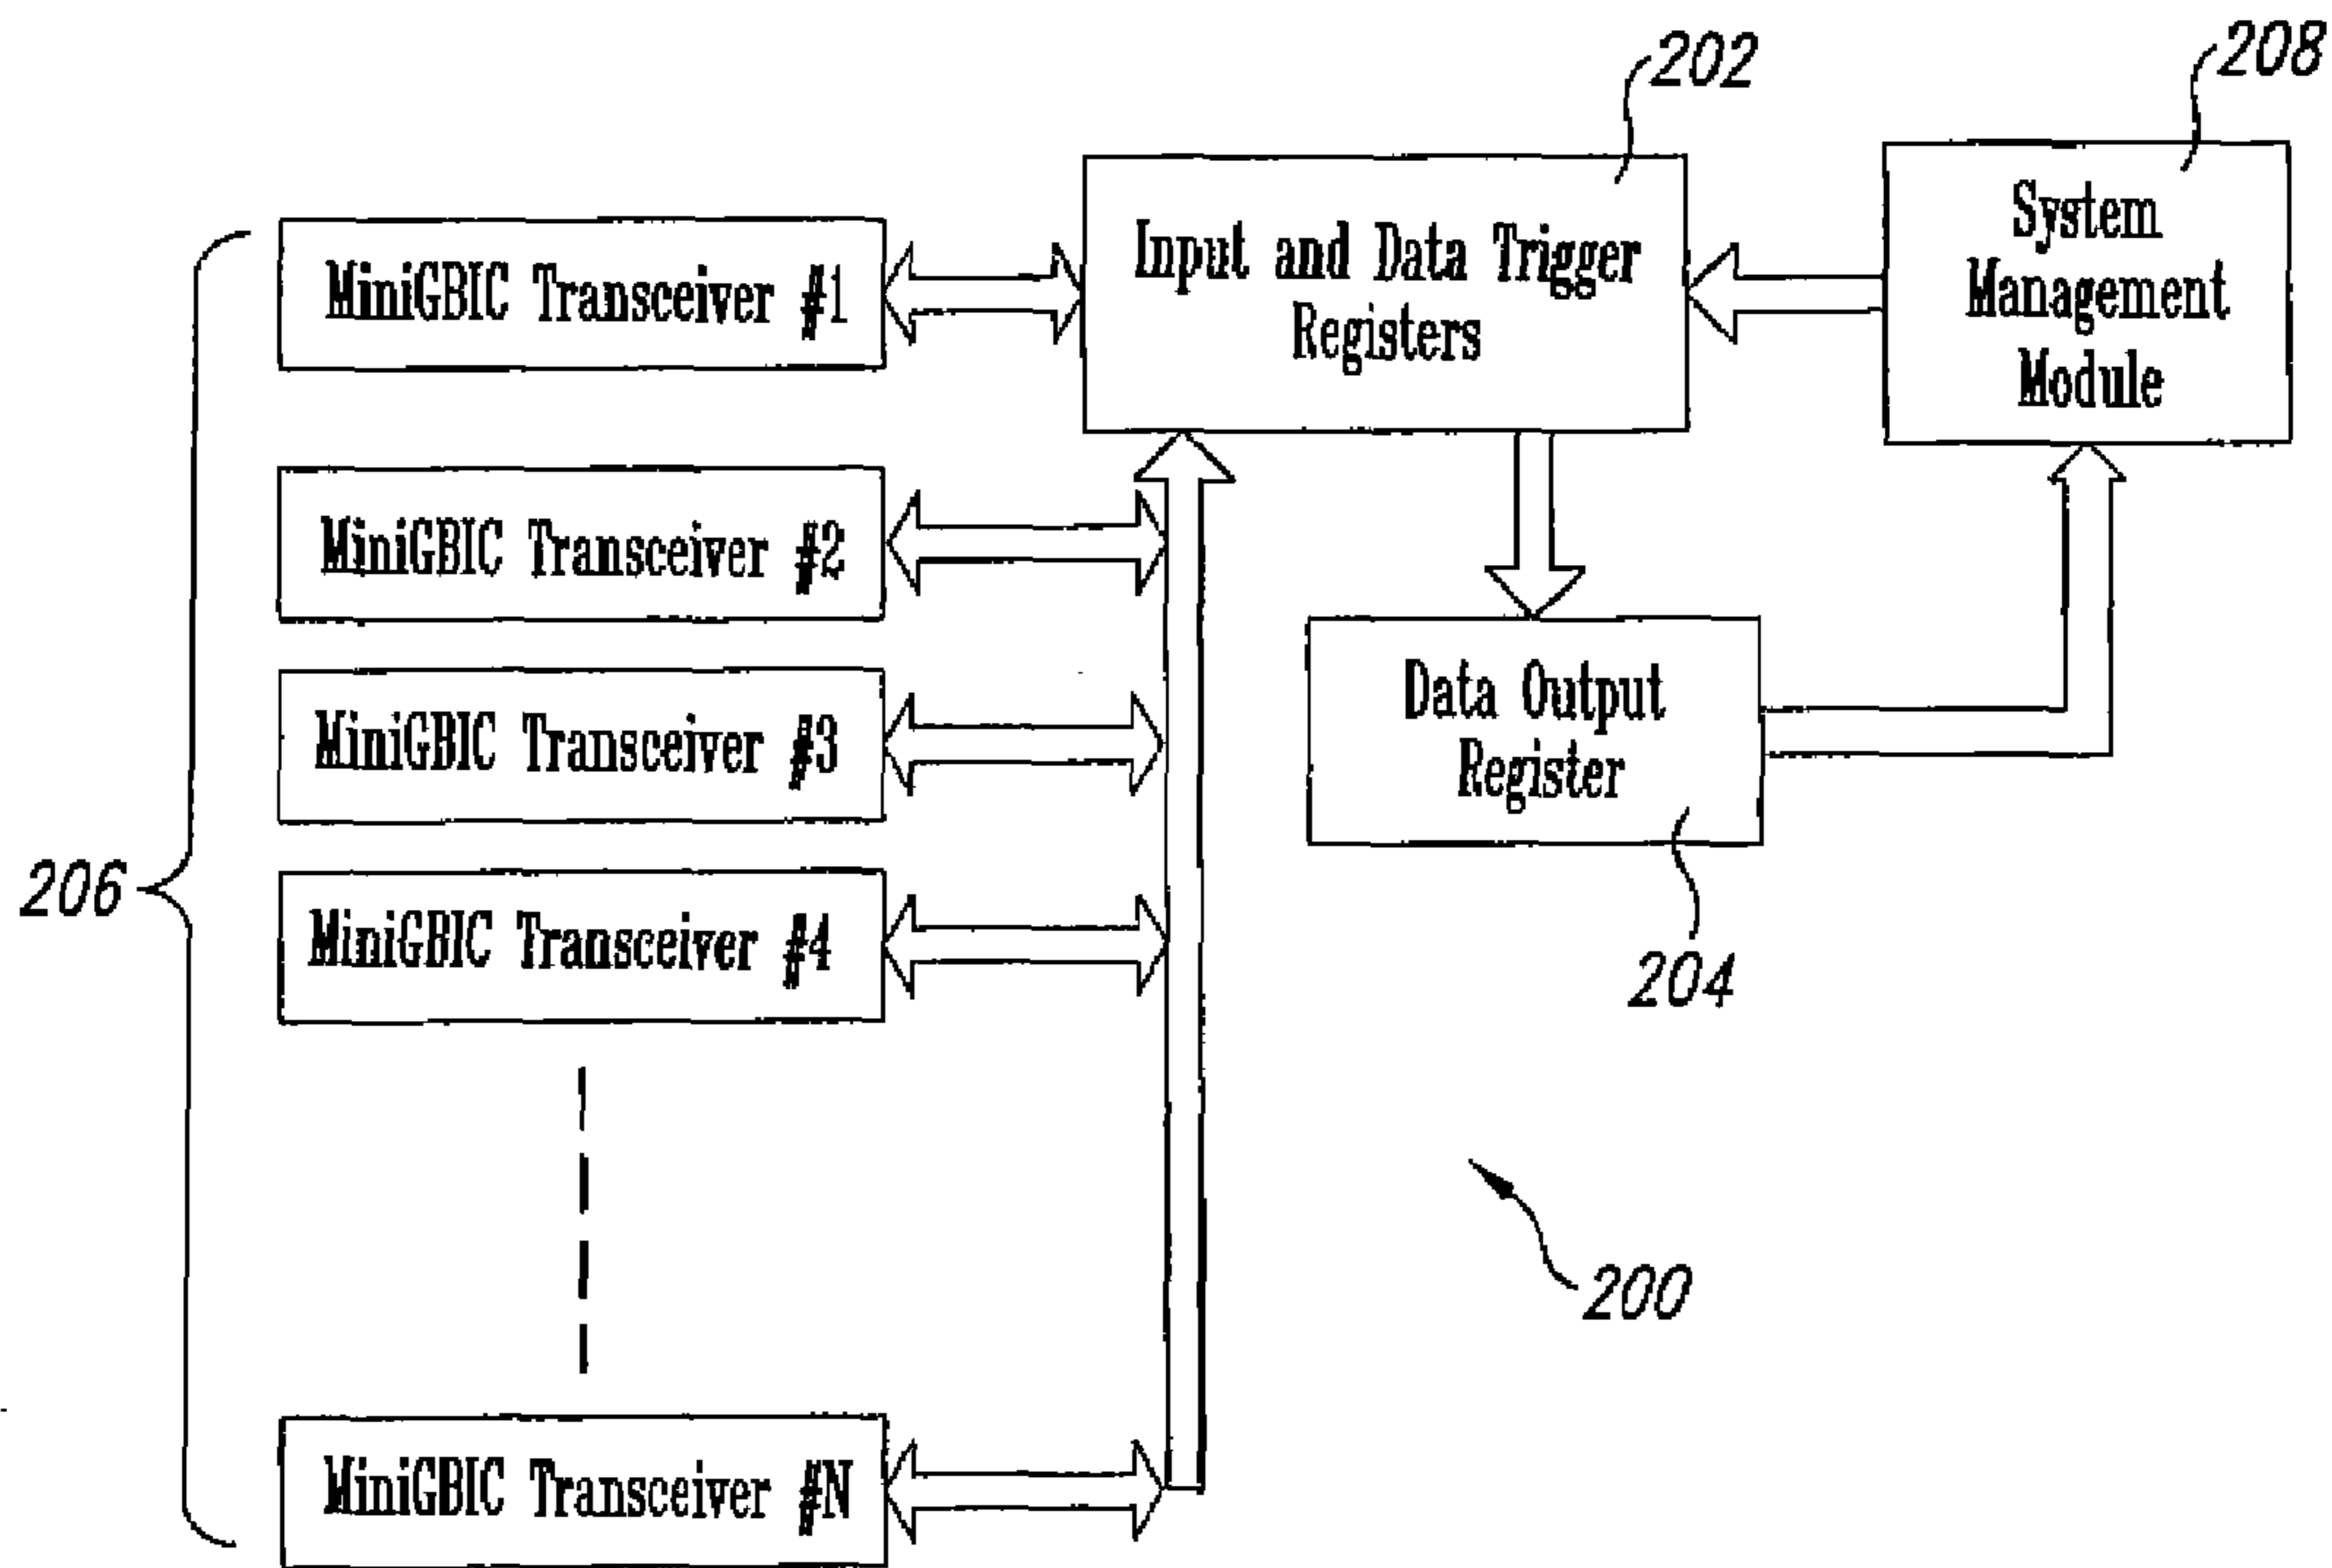 202
208
MiniGBIC Transceiver #1
Input and Data Trigger
Registers
System
Management
Module
MiniGBIC Transceiver #2
MiniGBIC Transceiver #3
Data Output
Register
206
MiniGBIC Transceiver #4
204
200
MiniGBIC Transceiver #N